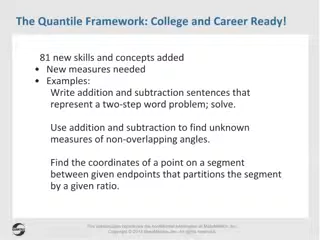 The Quantile Framework: College and Career Ready!
81 new skills and concepts added
• New measures needed
• Examples:
Write addition and subtraction sentences that
represent a two-step word problem; solve.
Use addition and subtraction to find unknown
measures of non-overlapping angles.
Find the coordinates of a point on a segment
between given endpoints that partitions the segment
by a given ratio.